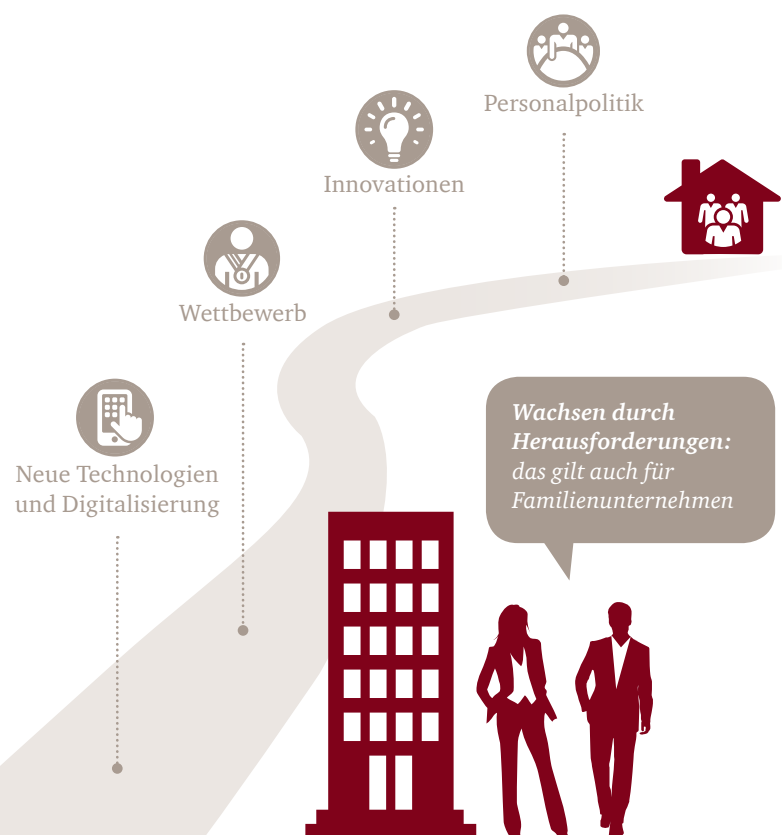 Personalpolitik
Innovationen
Wettbewerb
Neue Technologien
und Digitalisierung
Wachsen durch
Herausforderungen:
das gilt auch für
Familienunternehmen